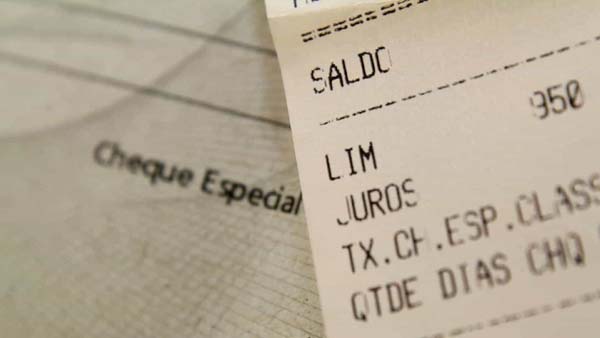 SALDO
950
LIM
JUROS
TX.CH.ESP.CLASS
QTDE DIAS CHQ
Cheque Especial